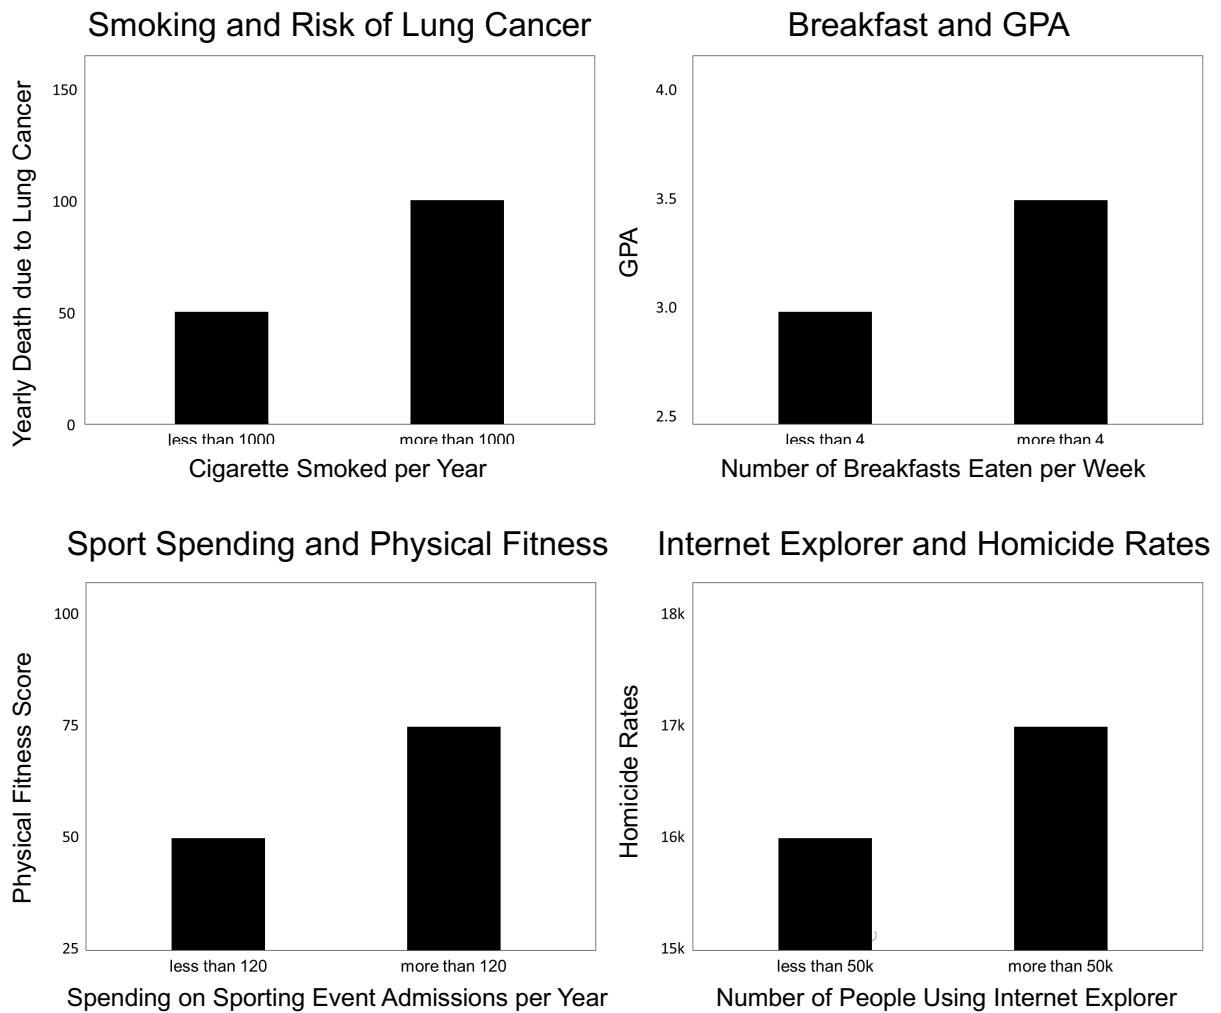 Smoking and Risk of Lung Cancer
Yearly Death due to Lung Cancer
150
100
50
0
less than 1000
more than 1000
Cigarette Smoked per Year
Breakfast and GPA
GPA
4.0
3.5
3.0
2.5
less than 4
more than 4
Number of Breakfasts Eaten per Week
Sport Spending and Physical Fitness
Physical Fitness Score
100
75
50
25
less than 120
more than 120
Spending on Sporting Event Admissions per Year
Internet Explorer and Homicide Rates
Homicide Rates
18k
17k
16k
15k
less than 50k
more than 50k
Number of People Using Internet Explorer